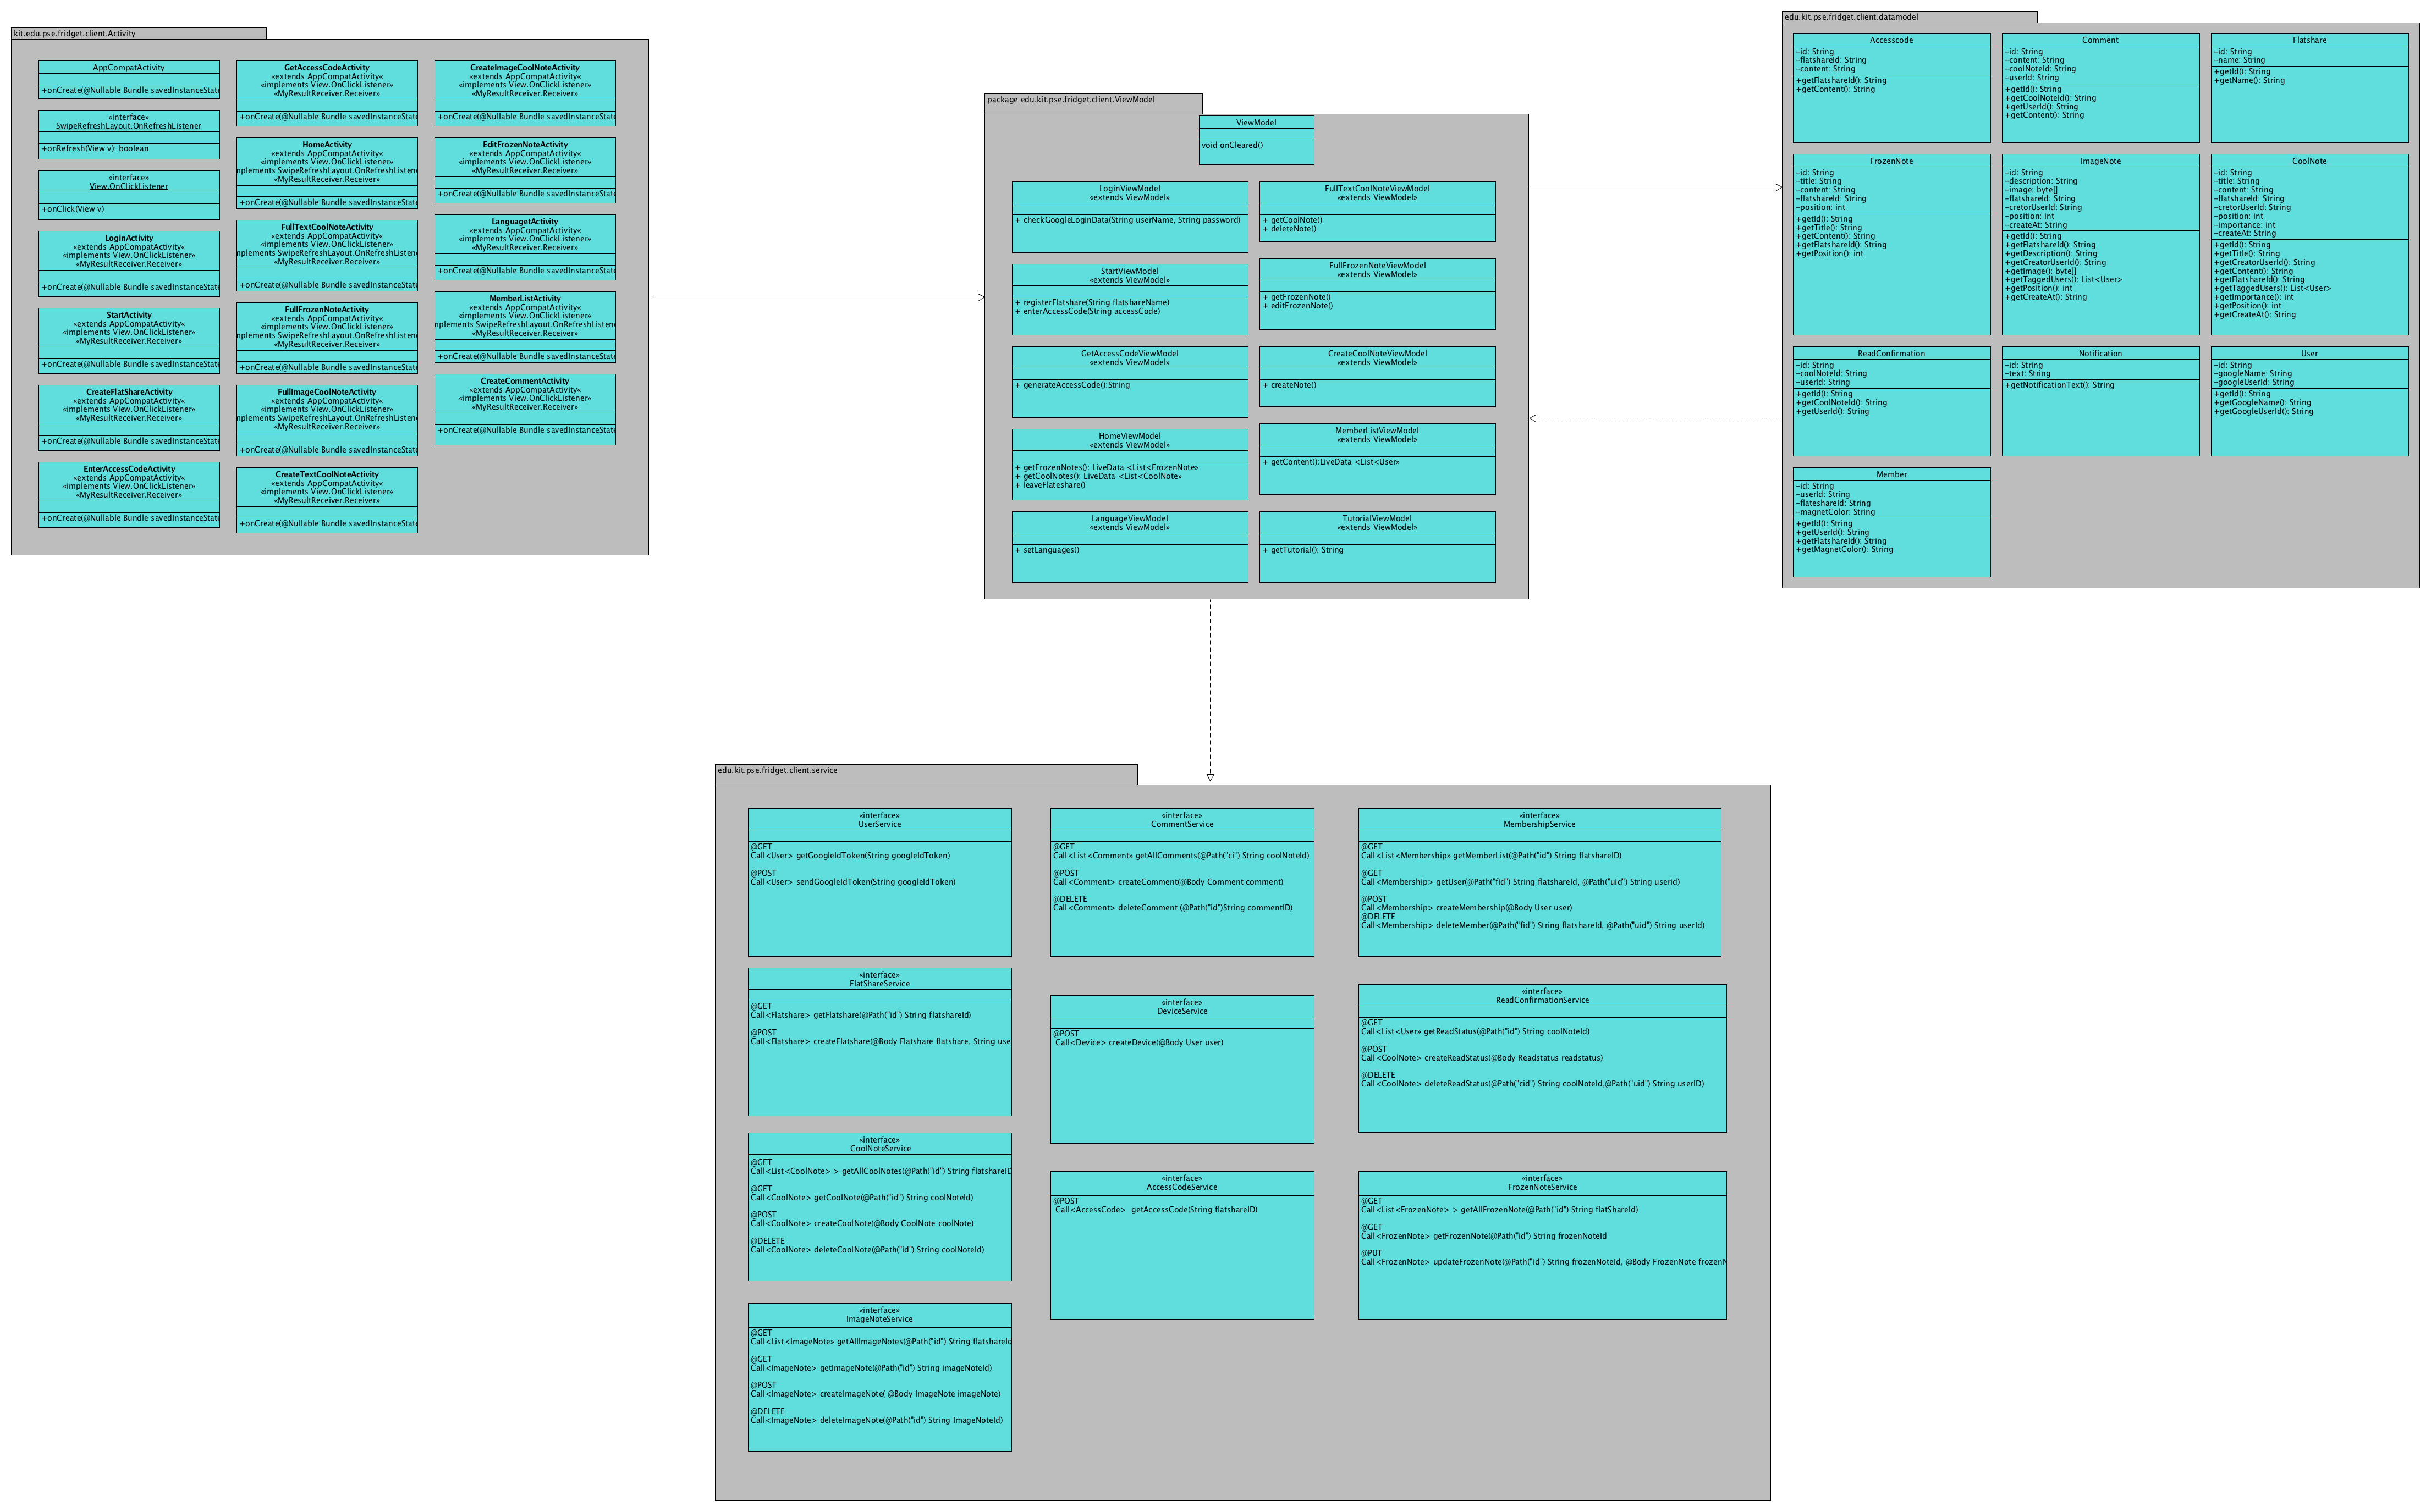 kit.edu.pse.fridget.client.Activity
AppCompatActivity
+onCreate(@Nullable Bundle savedInstanceState
«interface»
SwipeRefreshLayout.OnRefreshListener
+onRefresh(View v): boolean
«interface»
View.OnClickListener
+onClick(View v)
LoginActivity
«extends AppCompatActivity«
«implements View.OnClickListener»
«MyResultReceiver.Receiver»
+onCreate(@Nullable Bundle savedInstanceState
StartActivity
«extends AppCompatActivity«
«implements View.OnClickListener»
«MyResultReceiver.Receiver»
+onCreate(@Nullable Bundle savedInstanceState
CreateFlatShareActivity
«extends AppCompatActivity«
«implements View.OnClickListener»
«MyResultReceiver.Receiver»
+onCreate(@Nullable Bundle savedInstanceState
EnterAccessCodeActivity
«extends AppCompatActivity«
«implements View.OnClickListener»
«MyResultReceiver.Receiver»
+onCreate(@Nullable Bundle savedInstanceState
GetAccessCodeActivity
«extends AppCompatActivity«
«implements View.OnClickListener»
«MyResultReceiver.Receiver»
+onCreate(@Nullable Bundle savedInstanceState
HomeActivity
«extends AppCompatActivity«
«implements View.OnClickListener»
nplements SwipeRefreshLayout.OnRefreshListene
«MyResultReceiver.Receiver»
+onCreate(@Nullable Bundle savedInstanceState
FullTextCoolNoteActivity
«extends AppCompatActivity«
«implements View.OnClickListener»
nplements SwipeRefreshLayout.OnRefreshListene
«MyResultReceiver.Receiver»
+onCreate(@Nullable Bundle savedInstanceState
FullFrozenNoteActivity
«extends AppCompatActivity«
«implements View.OnClickListener»
nplements SwipeRefreshLayout.OnRefreshListene
«MyResultReceiver.Receiver»
+onCreate(@Nullable Bundle savedInstanceState
FullImageCoolNoteActivity
«extends AppCompatActivity«
«implements View.OnClickListener»
nplements SwipeRefreshLayout.OnRefreshListene
«MyResultReceiver.Receiver»
+onCreate(@Nullable Bundle savedInstanceState
CreateTextCoolNoteActivity
«extends AppCompatActivity«
«implements View.OnClickListener»
«MyResultReceiver.Receiver»
+onCreate(@Nullable Bundle savedInstanceState
CreateImageCoolNoteActivity
«extends AppCompatActivity«
«implements View.OnClickListener»
«MyResultReceiver.Receiver»
+onCreate(@Nullable Bundle savedInstanceState
EditFrozenNoteActivity
«extends AppCompatActivity«
«implements View.OnClickListener»
«MyResultReceiver.Receiver»
+onCreate(@Nullable Bundle savedInstanceState
LanguagetActivity
«extends AppCompatActivity«
«implements View.OnClickListener»
«MyResultReceiver.Receiver»
+onCreate(@Nullable Bundle savedInstanceState
MemberListActivity
«extends AppCompatActivity«
«implements View.OnClickListener»
nplements SwipeRefreshLayout.OnRefreshListene
«MyResultReceiver.Receiver»
+onCreate(@Nullable Bundle savedInstanceState
CreateCommentActivity
«extends AppCompatActivity«
«implements View.OnClickListener»
«MyResultReceiver.Receiver»
+onCreate(@Nullable Bundle savedInstanceState
package edu.kit.pse.fridget.client.ViewModel
ViewModel
void onCleared()
LoginViewModel
«extends ViewModel»
+ checkGoogleLoginData(String userName, String password)
StartViewModel
«extends ViewModel»
+ registerFlatshare(String flatshareName)
+ enterAccessCode(String accessCode)
GetAccessCodeViewModel
«extends ViewModel»
+ generateAccessCode():String
HomeViewModel
«extends ViewModel»
+ getFrozenNotes(): LiveData <List<FrozenNote»
+ getCoolNotes(): LiveData <List<CoolNote»
+ leaveFlateshare()
LanguageViewModel
«extends ViewModel»
+ setLanguages()
FullTextCoolNoteViewModel
«extends ViewModel»
+ getCoolNote()
+ deleteNote()
FullFrozenNoteViewModel
«extends ViewModel»
+ getFrozenNote()
+ editFrozenNote()
CreateCoolNoteViewModel
«extends ViewModel»
+ createNote()
MemberListViewModel
«extends ViewModel»
+ getContent():LiveData <List<User»
TutorialViewModel
«extends ViewModel»
+ getTutorial(): String
edu.kit.pse.fridget.client.datamodel
Accesscode
-id: String
-flatshareId: String
-content: String
+getFlatshareId(): String
+getContent(): String
Comment
-id: String
-content: String
-coolNoteId: String
-userId: String
+getId(): String
+getCoolNoteId(): String
+getUserId(): String
+getContent(): String
Flatshare
-id: String
-name: String
+getId(): String
+getName(): String
FrozenNote
-id: String
-title: String
-content: String
-flatshareId: String
-position: int
+getId(): String
+getTitle(): String
+getContent(): String
+getFlatshareId(): String
+getPosition(): int
ImageNote
-id: String
-description: String
-image: byte[]
-flatshareId: String
-cretorUserId: String
-position: int
-createAt: String
+getId(): String
+getFlatshareId(): String
+getDescription(): String
+getCreatorUserId(): String
+getImage(): byte[]
+getTaggedUsers(): List<User>
+getPosition(): int
+getCreateAt(): String
CoolNote
-id: String
-title: String
-content: String
-flatshareId: String
-cretorUserId: String
-position: int
-importance: int
-createAt: String
+getId(): String
+getTitle(): String
+getCreatorUserId(): String
+getContent(): String
+getFlatshareId(): String
+getTaggedUsers(): List<User>
+getImportance(): int
+getPosition(): int
+getCreateAt(): String
ReadConfirmation
-id: String
-coolNoteId: String
-userId: String
+getId(): String
+getCoolNoteId(): String
+getUserId(): String
Notification
-id: String
-text: String
+getNotificationText(): String
User
-id: String
-googleName: String
-googleUserId: String
+getId(): String
+getGoogleName(): String
+getGoogleUserId(): String
Member
-id: String
-userId: String
-flateshareId: String
-magnetColor: String
+getId(): String
+getUserId(): String
+getFlatshareId(): String
+getMagnetColor(): String
edu.kit.pse.fridget.client.service
«interface»
UserService
@GET
Call<User> getGoogleIdToken(String googleIdToken)
@POST
Call<User> sendGoogleIdToken(String googleIdToken)
«interface»
CommentService
@GET
Call<List<Comment» getAllComments(@Path("ci") String coolNoteId)
@POST
Call<Comment> createComment(@Body Comment comment)
@DELETE
Call<Comment> deleteComment (@Path("id")String commentID)
«interface»
MembershipService
@GET
Call<List<Membership» getMemberList(@Path("id") String flatshareID)
@GET
Call<Membership> getUser(@Path("fid") String flatshareId, @Path("uid") String userid)
@POST
Call<Membership> createMembership(@Body User user)
@DELETE
Call<Membership> deleteMember(@Path("fid") String flatshareId, @Path("uid") String userId)
«interface»
FlatShareService
@GET
Call<Flatshare> getFlatshare(@Path("id") String flatshareId)
@POST
Call<Flatshare> createFlatshare(@Body Flatshare flatshare, String use
«interface»
DeviceService
@POST
Call<Device> createDevice(@Body User user)
«interface»
ReadConfirmationService
@GET
Call<List<User» getReadStatus(@Path("id") String coolNoteId)
@POST
Call<CoolNote> createReadStatus(@Body Readstatus readstatus)
@DELETE
Call<CoolNote> deleteReadStatus(@Path("cid") String coolNoteId,@Path("uid") String userID)
«interface»
CoolNoteService
@GET
Call<List<CoolNote> > getAllCoolNotes(@Path("id") String flatshareID
@GET
Call<CoolNote> getCoolNote(@Path("id") String coolNoteId)
@POST
Call<CoolNote> createCoolNote(@Body CoolNote coolNote)
@DELETE
Call<CoolNote> deleteCoolNote(@Path("id") String coolNoteId)
«interface»
AccessCodeService
@POST
Call<AccessCode>  getAccessCode(String flatshareID)
«interface»
FrozenNoteService
@GET
Call<List<FrozenNote> > getAllFrozenNote(@Path("id") String flatShareId)
@GET
Call<FrozenNote> getFrozenNote(@Path("id") String frozenNoteId
@PUT
Call<FrozenNote> updateFrozenNote(@Path("id") String frozenNoteId, @Body FrozenNote frozenN
«interface»
ImageNoteService
@GET
Call<List<ImageNote» getAllImageNotes(@Path("id") String flatshareId
@GET
Call<ImageNote> getImageNote(@Path("id") String imageNoteId)
@POST
Call<ImageNote> createImageNote( @Body ImageNote imageNote)
@DELETE
Call<ImageNote> deleteImageNote(@Path("id") String ImageNoteId)